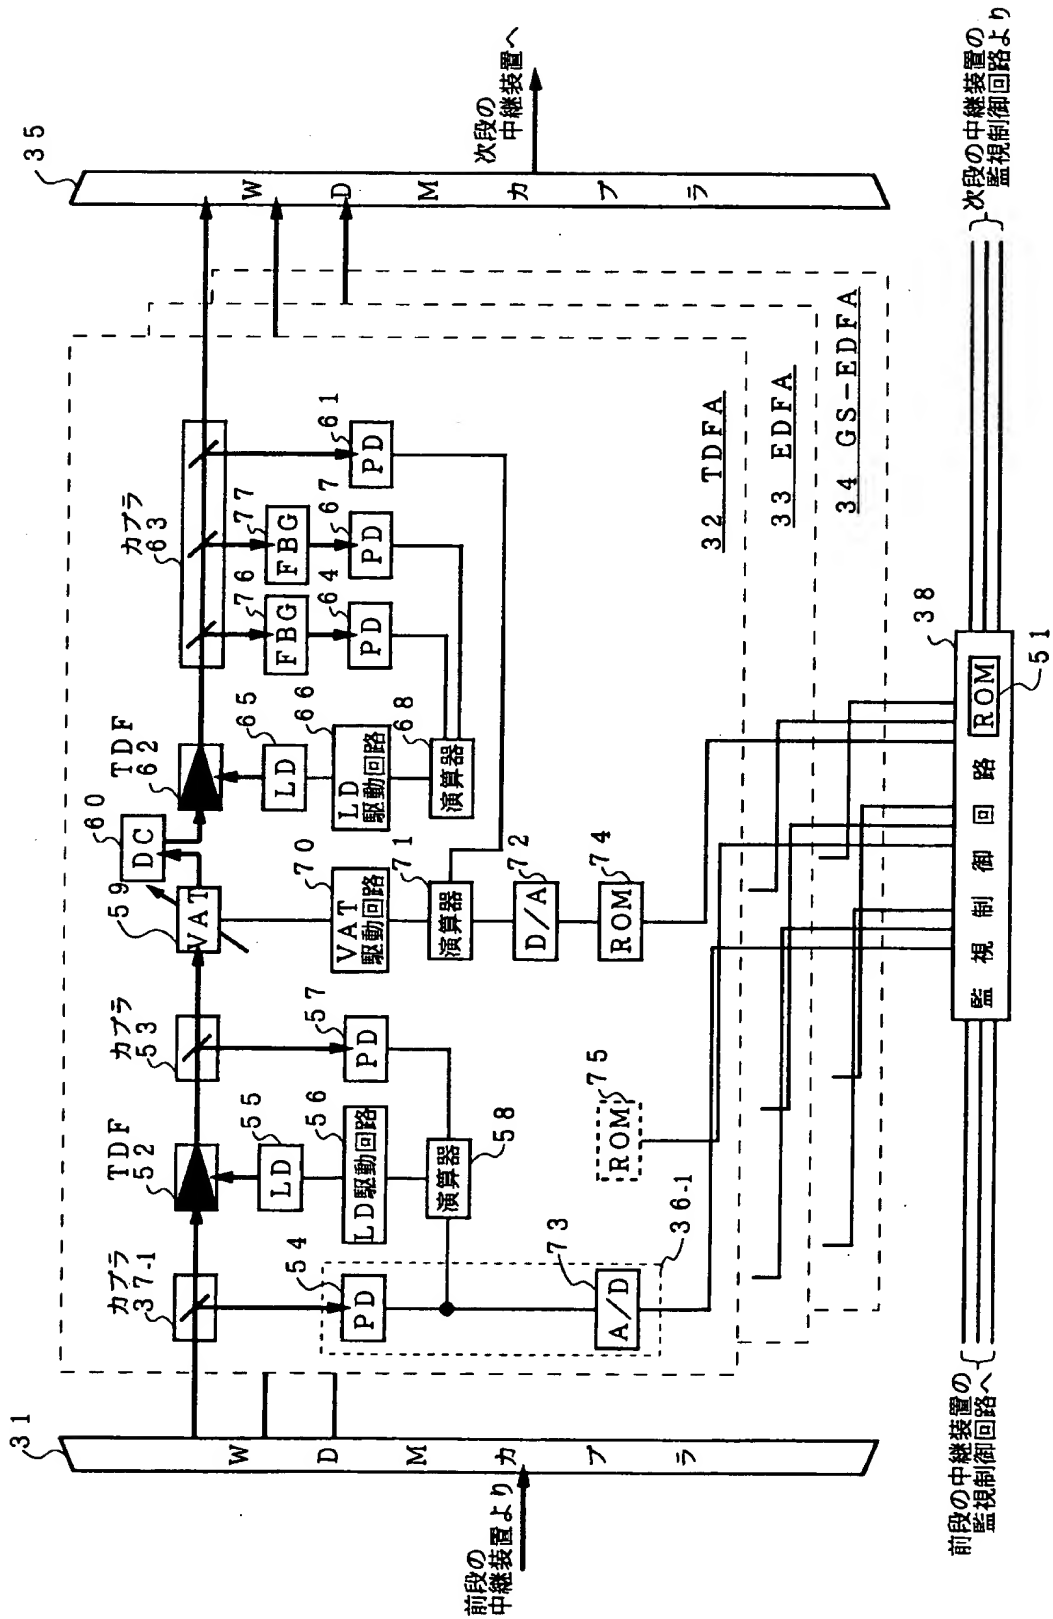 31
WDMカプラ
前段の
中継装置より
カプラ
37-1
TDF
52
カプラ
53
VAT
59
DC
60
TDF
62
カプラ
63
WDMカプラ
35
次段の
中継装置へ
PD
54
LD
55
LD駆動回路
56
PD
57
演算器
58
A/D
73
36-1
ROM
75
VAT
駆動回路
70
演算器
71
D/A
72
ROM
74
LD
65
LD
駆動回路
66
演算器
68
FBG
76
FBG
77
PD
64
PD
67
PD
61
32 TDFA
33 EDFA
34 GS-EDFA
監視制御回路
ROM
38
51
前段の中継装置の
監視制御回路へ
次段の中継装置の
監視制御回路より